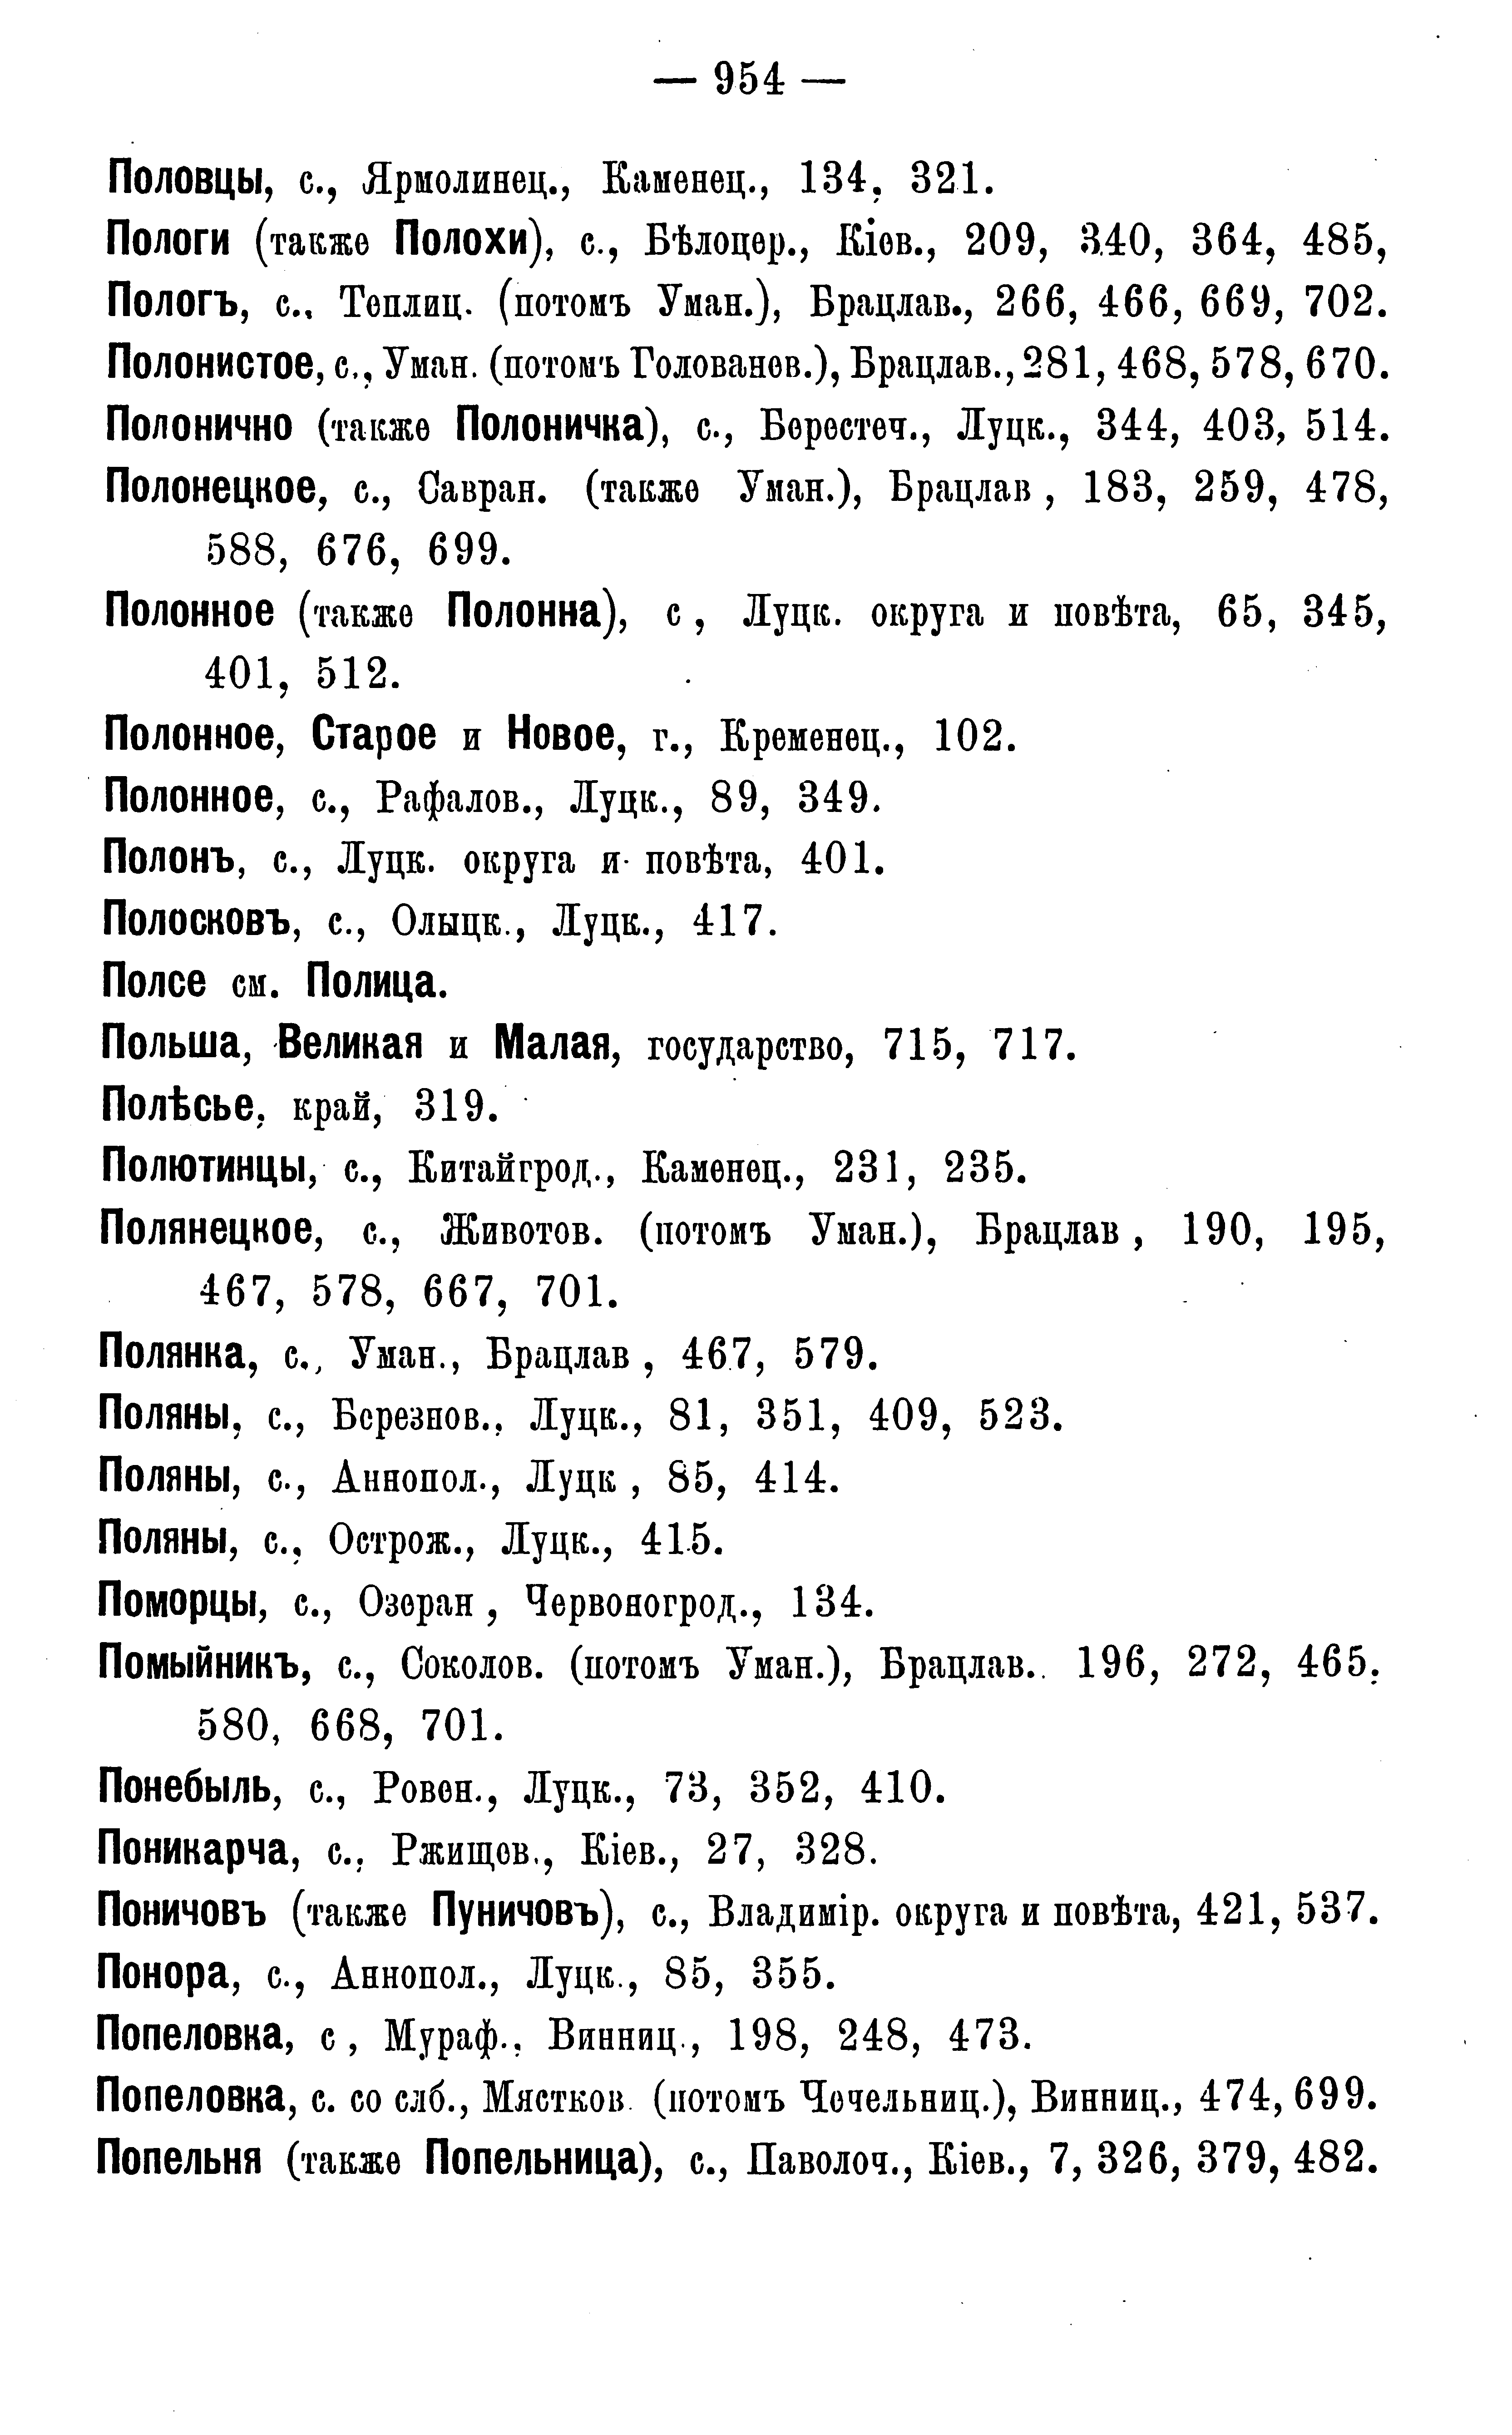 — 954 —
Половцы, с., Ярмолинец., Каменец., 134, 321.
Пологи (также Полохи), с., Бѣлоцер., Кіев., 209, 340, 364, 485,
Пологъ, с., Теплиц. (потомъ Уман.), Брацлав., 266, 466, 669, 702.
Полонистое, с., Уман. (потомъ Голованев.), Брацлав., 281, 468, 578, 670.
Полонично (также Полоничка), с., Берестеч., Луцк., 344, 403, 514.
Полонецкое, с., Савран. (также Уман.), Брацлав , 183, 259, 478,
588, 676, 699.
Полонное (также Полонна), с , Луцк. округа и повѣта, 65, 345,
401, 512.
Полонное, Старое и Новое, г., Кременец., 102.
Полонное, с., Рафалов., Луцк., 89, 349.
Полонъ, с., Луцк. округа и повѣта, 401.
Полосковъ, с., Олыцк., Луцк., 417.
Полсе см. Полица.
Польша, Великая и Малая, государство, 715, 717.
Полѣсье, край, 319.
Полютинцы, с., Китайгрод., Каменец., 231, 235.
Полянецкое, с., Животов. (потомъ Уман.), Брацлав , 190, 195,
467, 578, 667, 701.
Полянка, с., Уман., Брацлав , 467, 579.
Поляны, с., Березнов., Луцк., 81, 351, 409, 523.
Поляны, с., Аннопол., Луцк , 85, 414.
Поляны, с., Острож., Луцк., 415.
Поморцы, с., Озеран , Червоногрод., 134.
Помыйникъ, с., Соколов. (потомъ Уман.), Брацлав.. 196, 272, 465,
580, 668, 701.
Понебыль, с., Ровен., Луцк., 73, 352, 410.
Поникарча, с., Ржищев., Кіев., 27, 328.
Поничовъ (также Пуничовъ), с., Владимір. округа и повѣта, 421, 537.
Понора, с., Аннопол., Луцк., 85, 355.
Попеловка, с , Мураф., Винниц., 198, 248, 473.
Попеловка, с. со слб., Мястков. (потомъ Чечельниц.), Винниц., 474, 699.
Попельня (также Попельница), с., Паволоч., Кіев., 7, 326, 379, 482.